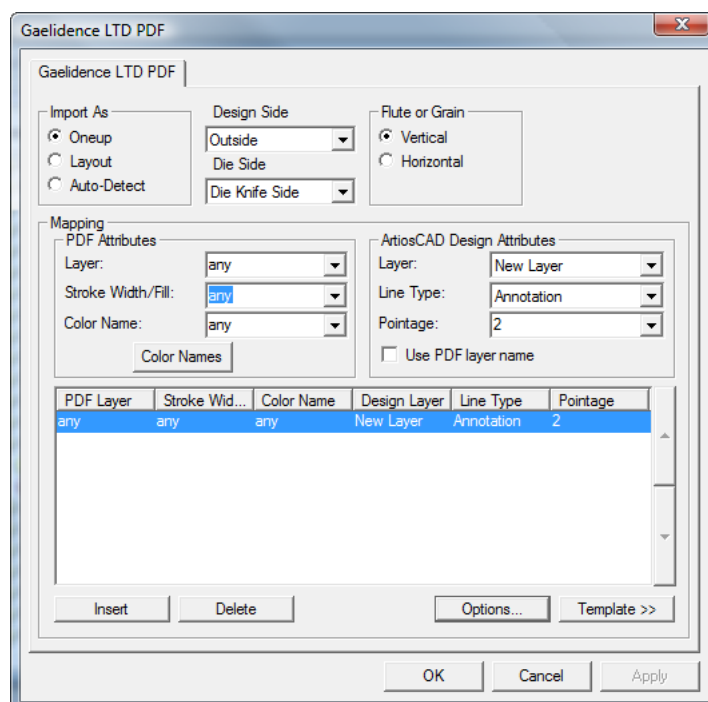 Gaelidence LTD PDF
Gaelidence LTD PDF
Import As
Oneup
Layout
Auto-Detect
Design Side
Outside
Die Side
Die Knife Side
Flute or Grain
Vertical
Horizontal
Mapping
PDF Attributes
Layer: any
Stroke Width/Fill: any
Color Name: any
Color Names
ArtiosCAD Design Attributes
Layer: New Layer
Line Type: Annotation
Pointage: 2
Use PDF layer name
PDF Layer Stroke Wid... Color Name Design Layer Line Type Pointage
any any any New Layer Annotation 2
Insert Delete Options... Template >>
OK Cancel Apply